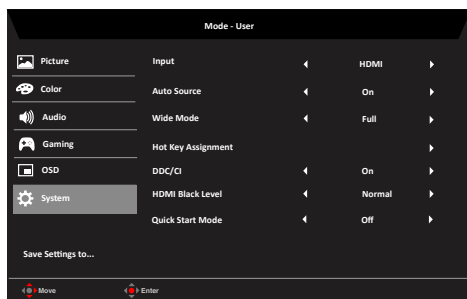 Mode - User
Picture
Color
Audio
Gaming
OSD
System
Input HDMI
Auto Source On
Wide Mode Full
Hot Key Assignment
DDC/CI On
HDMI Black Level Normal
Quick Start Mode Off
Save Settings to...
Move Enter